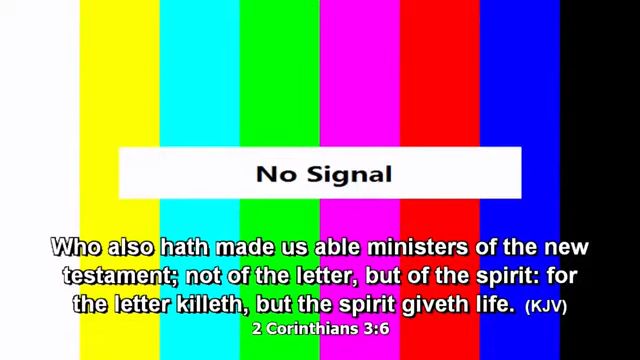 No Signal
Who also hath made us able ministers of the new
testament; not of the letter, but of the spirit: for
the letter killeth, but the spirit giveth life. (KJV)
2 Corinthians 3:6